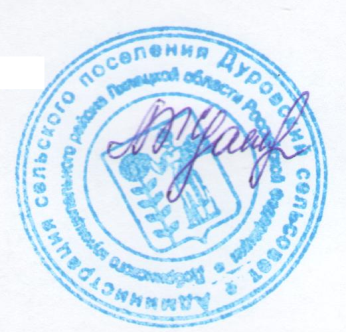 Администрация сельского поселения Дуровский сельсовет
Добринского муниципального района Липецкой области Российской Федерации